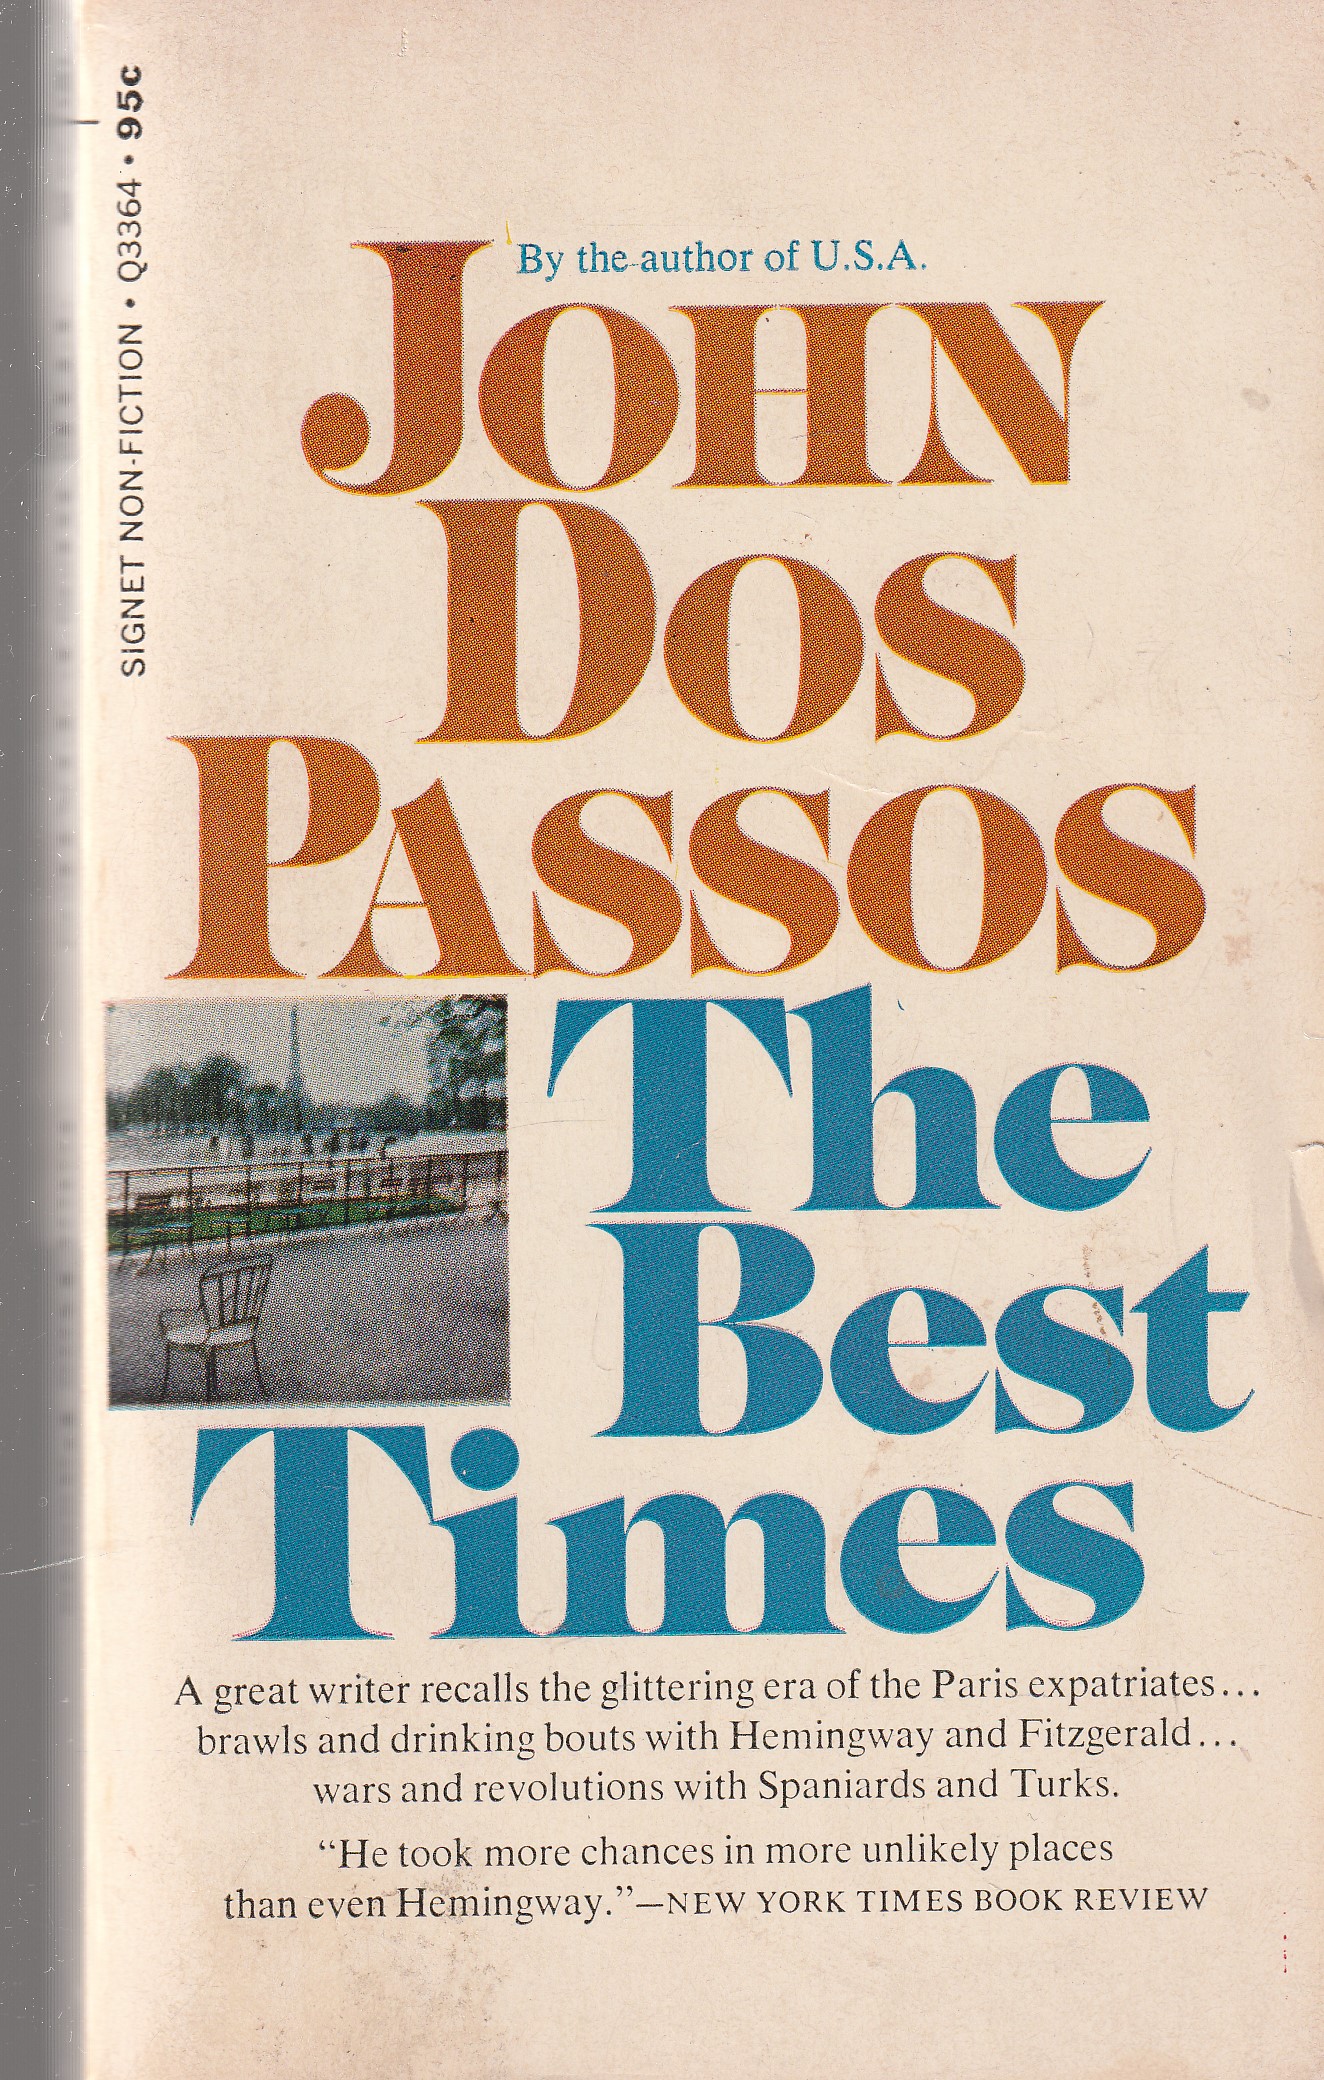 SIGNET NON-FICTION • Q3364 • 95c
By the author of U.S.A.
JOHN
DOS
PASSOS
The
Best
Times
A great writer recalls the glittering era of the Paris expatriates...
brawls and drinking bouts with Hemingway and Fitzgerald...
wars and revolutions with Spaniards and Turks.
“He took more chances in more unlikely places
than even Hemingway.”—NEW YORK TIMES BOOK REVIEW